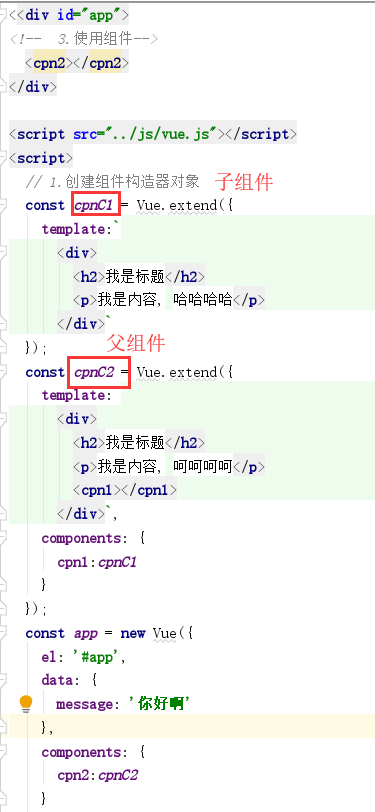 <<div id="app">
<!--  3.使用组件-->
  <cpn2></cpn2>
</div>

<script src="../js/vue.js"></script>
<script>
  // 1.创建组件构造器对象  子组件
  const cpnC1 = Vue.extend({
    template:`
      <div>
        <h2>我是标题</h2>
        <p>我是内容, 哈哈哈哈</p>
      </div>`
  });
父组件
  const cpnC2 = Vue.extend({
    template:`
      <div>
        <h2>我是标题</h2>
        <p>我是内容, 呵呵呵呵</p>
        <cpn1></cpn1>
      </div>`,
    components: {
      cpn1:cpnC1
    }
  });
  const app = new Vue({
    el: '#app',
    data: {
      message: '你好啊'
    },
    components: {
      cpn2:cpnC2
    }